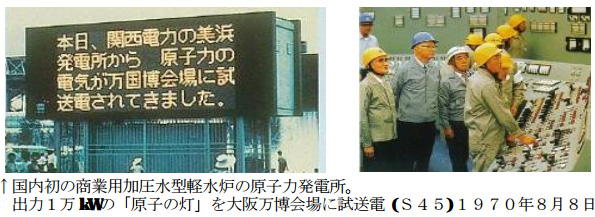 本日、関西電力の美浜
発電所から 原子力の
電気が万国博会場に試
送電されてきました。
↑国内初の商業用加圧水型軽水炉の原子力発電所。
出力1万kWの「原子の灯」を大阪万博会場に試送電 (S45) 1970年8月8日